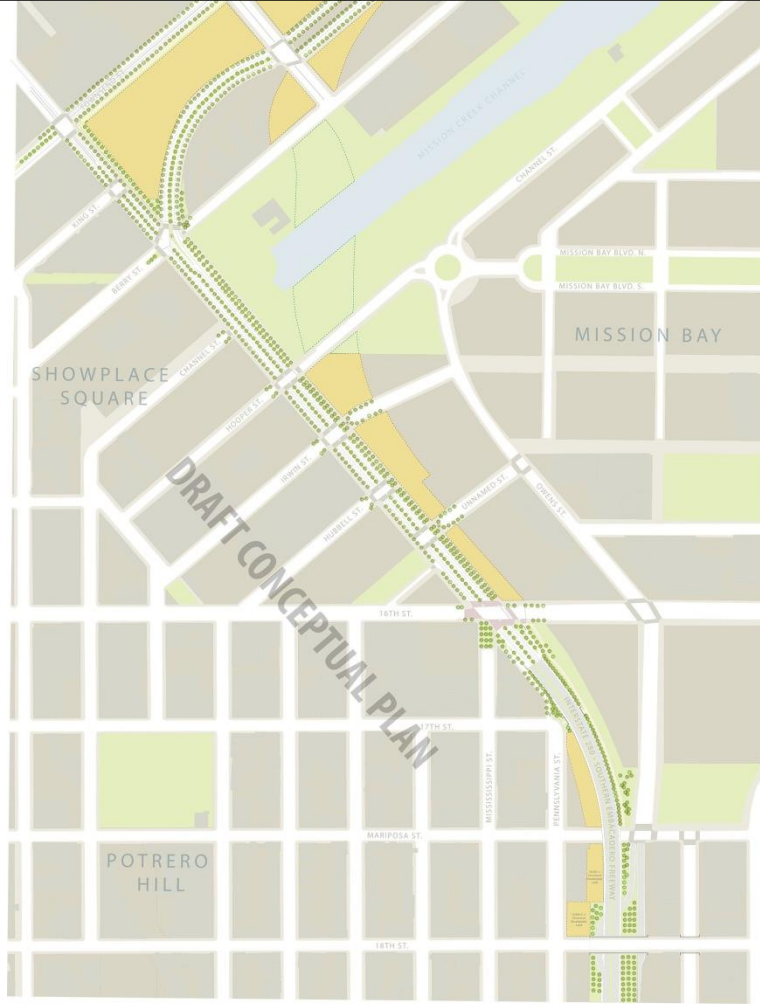 MISSION CREEK CHANNEL
CHANNEL ST.
KING ST.
BERRY ST.
MISSION BAY BLVD. N.
MISSION BAY BLVD. S.
MISSION BAY
SHOWPLACE
SQUARE
CHANNEL ST.
HOOPER ST.
IRWIN ST.
HUBBELL ST.
UNNAMED ST.
OWENS ST.
DRAFT CONCEPTUAL PLAN
16TH ST.
17TH ST.
INTERSTATE 280 - SOUTHERN EMBACADERO FREEWAY
MISSISSIPPI ST.
PENNSLYVANIA ST.
MARIPOSA ST.
POTRERO
HILL
18TH ST.